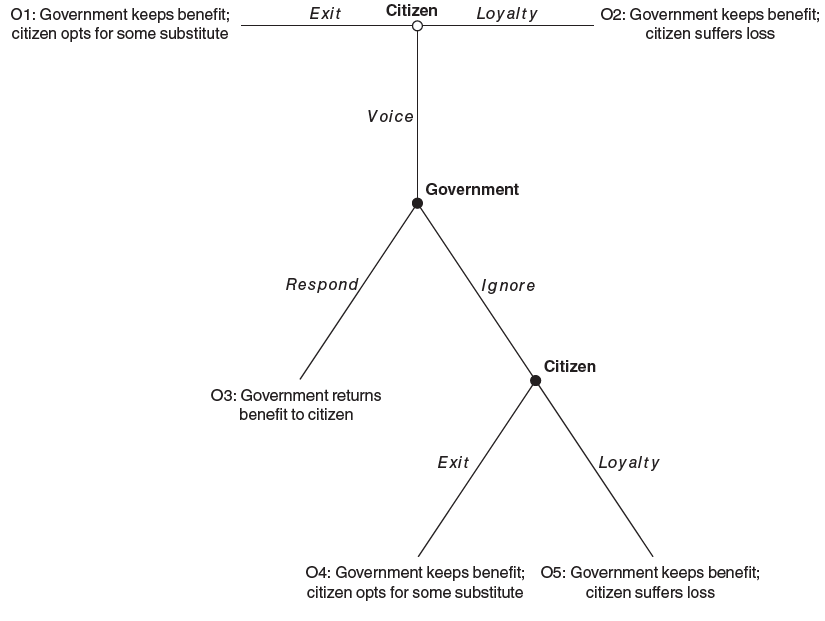 O1: Government keeps benefit;
citizen opts for some substitute
Exit
Citizen
Loyalty
O2: Government keeps benefit;
citizen suffers loss
Voice
Government
Respond
Ignore
Citizen
O3: Government returns
benefit to citizen
Exit
Loyalty
O4: Government keeps benefit;
citizen opts for some substitute
O5: Government keeps benefit;
citizen suffers loss